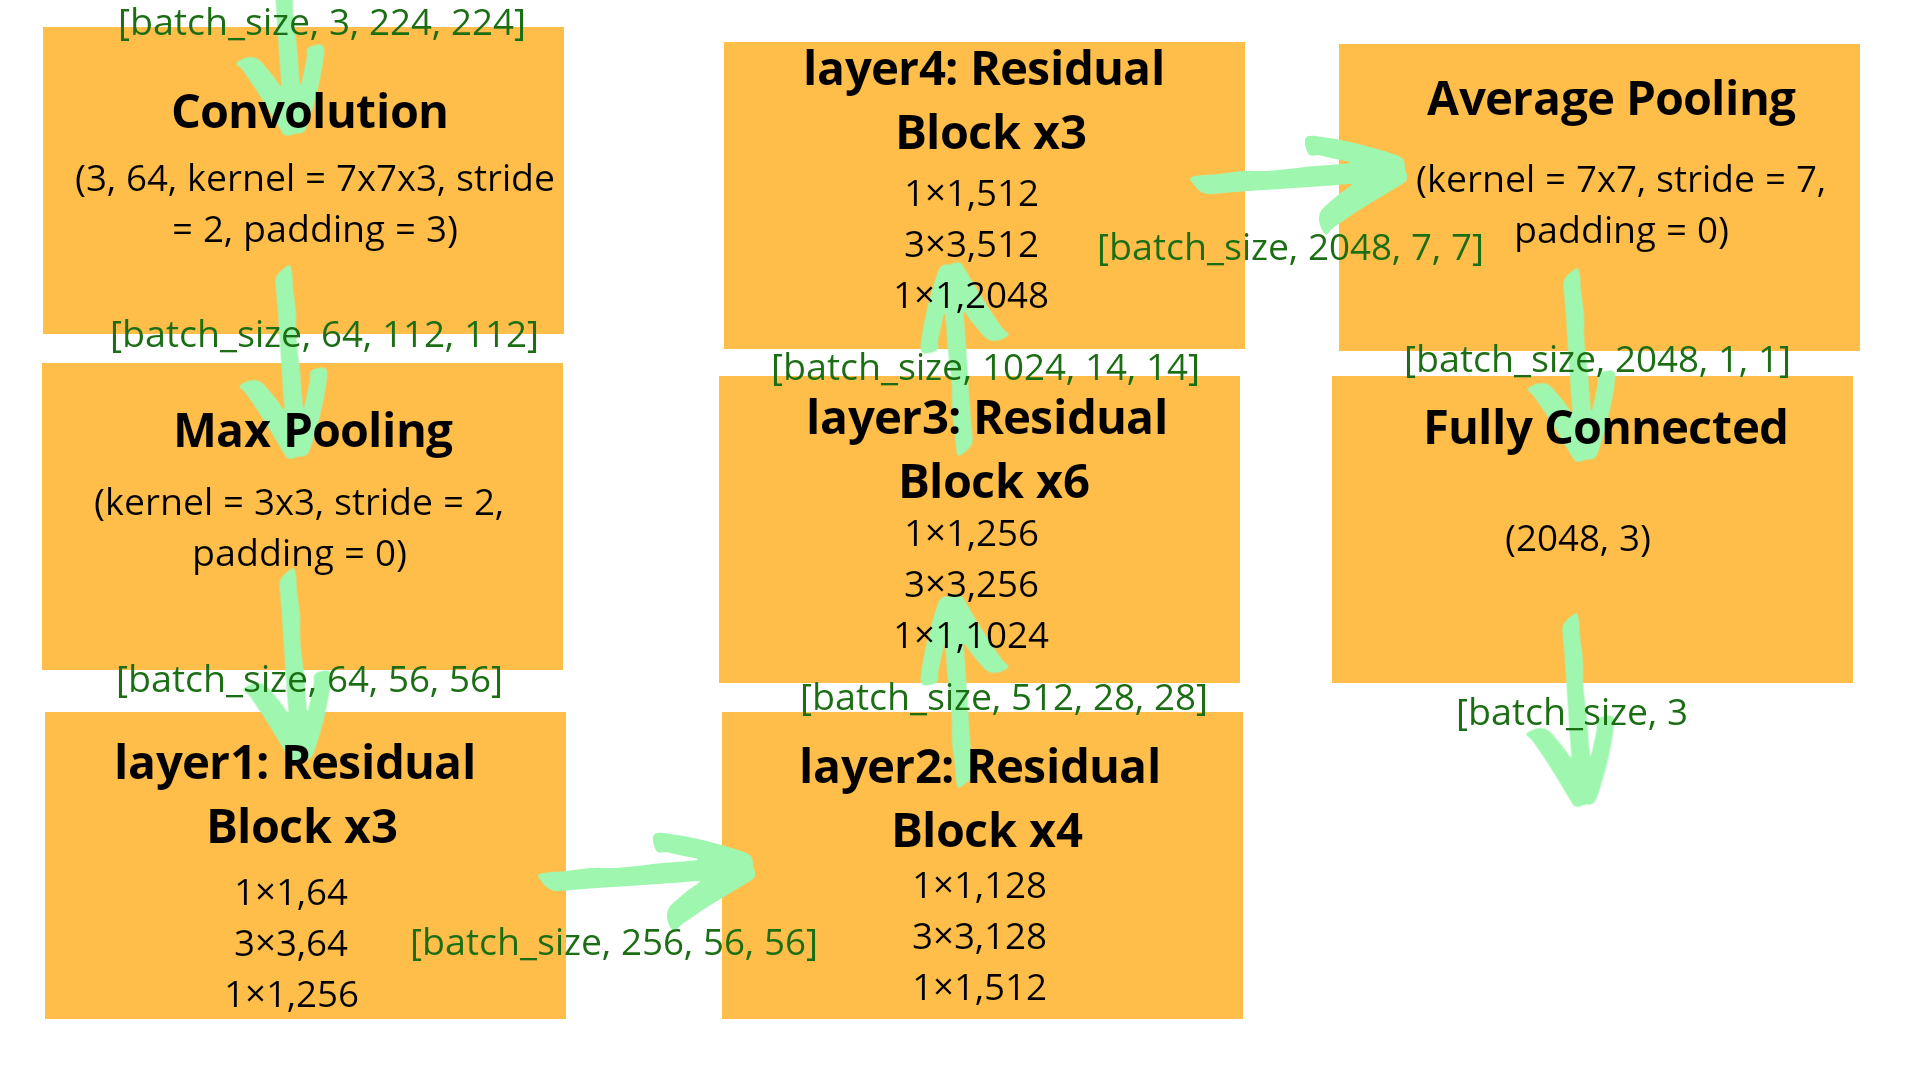 [batch_size, 3, 224, 224]
Convolution
(3, 64, kernel = 7x7x3, stride
= 2, padding = 3)
[batch_size, 64, 112, 112]
Max Pooling
(kernel = 3x3, stride = 2,
padding = 0)
[batch_size, 64, 56, 56]
layer1: Residual
Block x3
1×1,64
3×3,64
1×1,256
[batch_size, 256, 56, 56]
layer2: Residual
Block x4
1×1,128
3×3,128
1×1,512
[batch_size, 512, 28, 28]
layer3: Residual
Block x6
1×1,256
3×3,256
1×1,1024
[batch_size, 1024, 14, 14]
layer4: Residual
Block x3
1×1,512
3×3,512
1×1,2048
[batch_size, 2048, 7, 7]
Average Pooling
(kernel = 7x7, stride = 7,
padding = 0)
[batch_size, 2048, 1, 1]
Fully Connected
(2048, 3)
[batch_size, 3